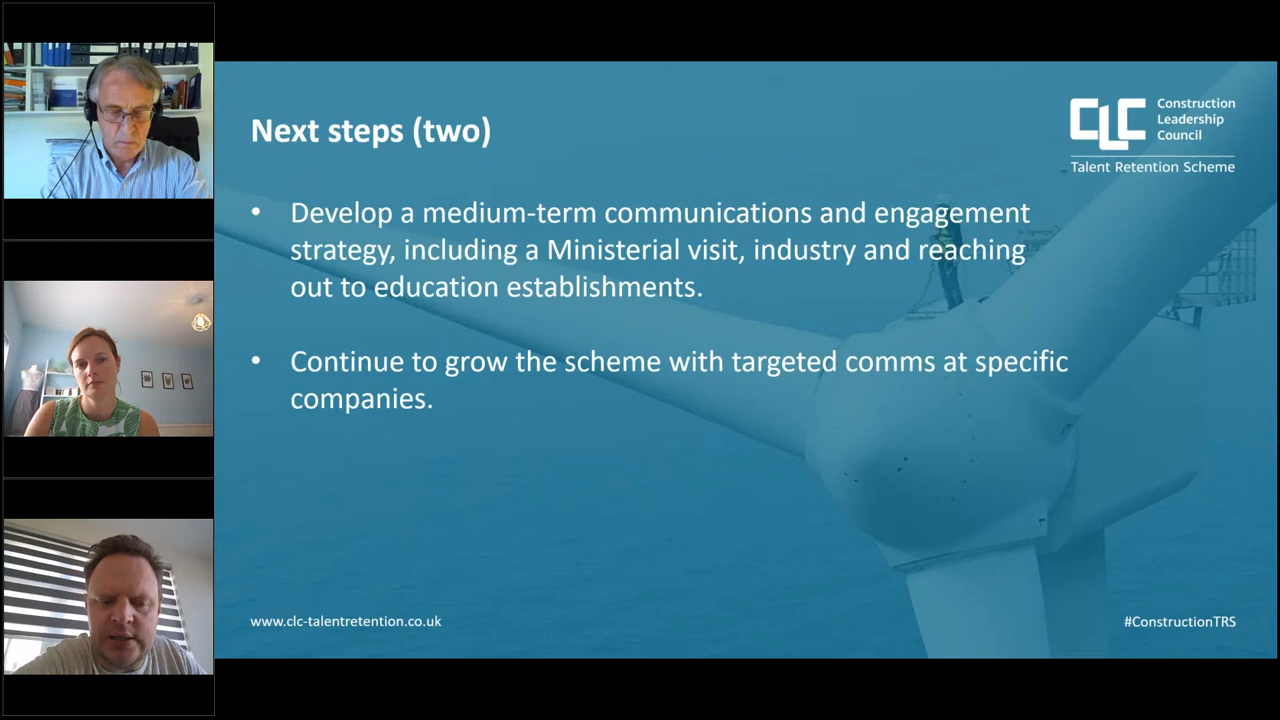 Next steps (two)
CLC
Construction
Leadership
Council
Talent Retention Scheme
• Develop a medium-term communications and engagement
strategy, including a Ministerial visit, industry and reaching
out to education establishments.
• Continue to grow the scheme with targeted comms at specific
companies.
www.clc-talentretention.co.uk
#ConstructionTRS